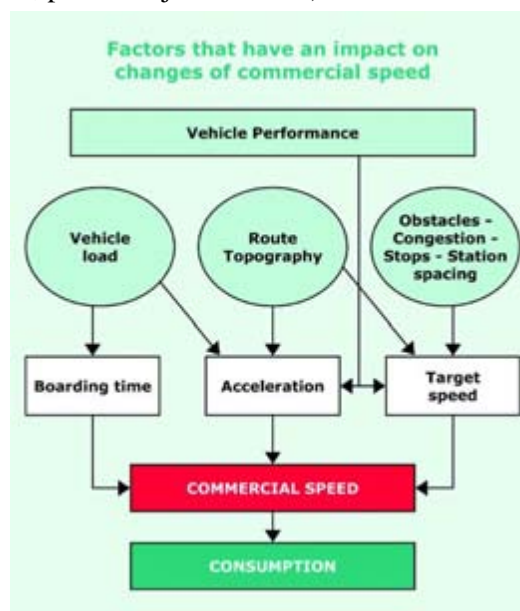 Factors that have an impact on
changes of commercial speed
Vehicle Performance
Vehicle
load
Route
Topography
Obstacles -
Congestion -
Stops - Station
spacing
Boarding time
Acceleration
Target
speed
COMMERCIAL SPEED
CONSUMPTION